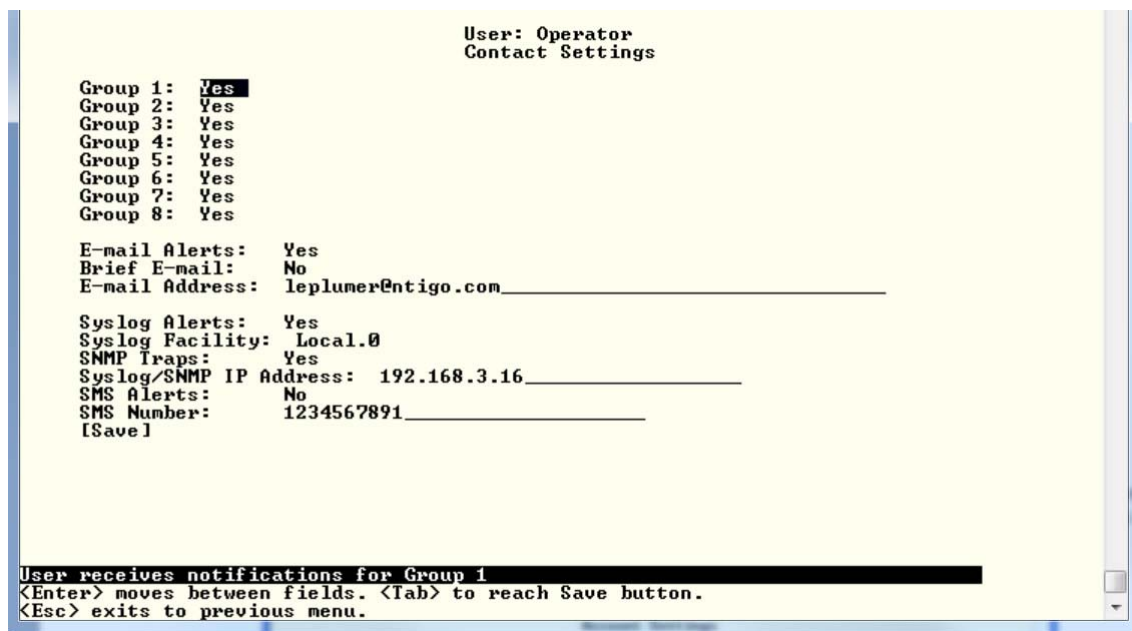 User: Operator
Contact Settings
Group 1: Yes
Group 2: Yes
Group 3: Yes
Group 4: Yes
Group 5: Yes
Group 6: Yes
Group 7: Yes
Group 8: Yes
E-mail Alerts: Yes
Brief E-mail: No
E-mail Address: leplumer@ntigo.com
Syslog Alerts: Yes
Syslog Facility: Local.0
SNMP Traps: Yes
Syslog/SNMP IP Address: 192.168.3.16
SMS Alerts: No
SMS Number: 1234567891
[Save]
User receives notifications for Group 1
<Enter> moves between fields. <Tab> to reach Save button.
<Esc> exits to previous menu.
Account Settings